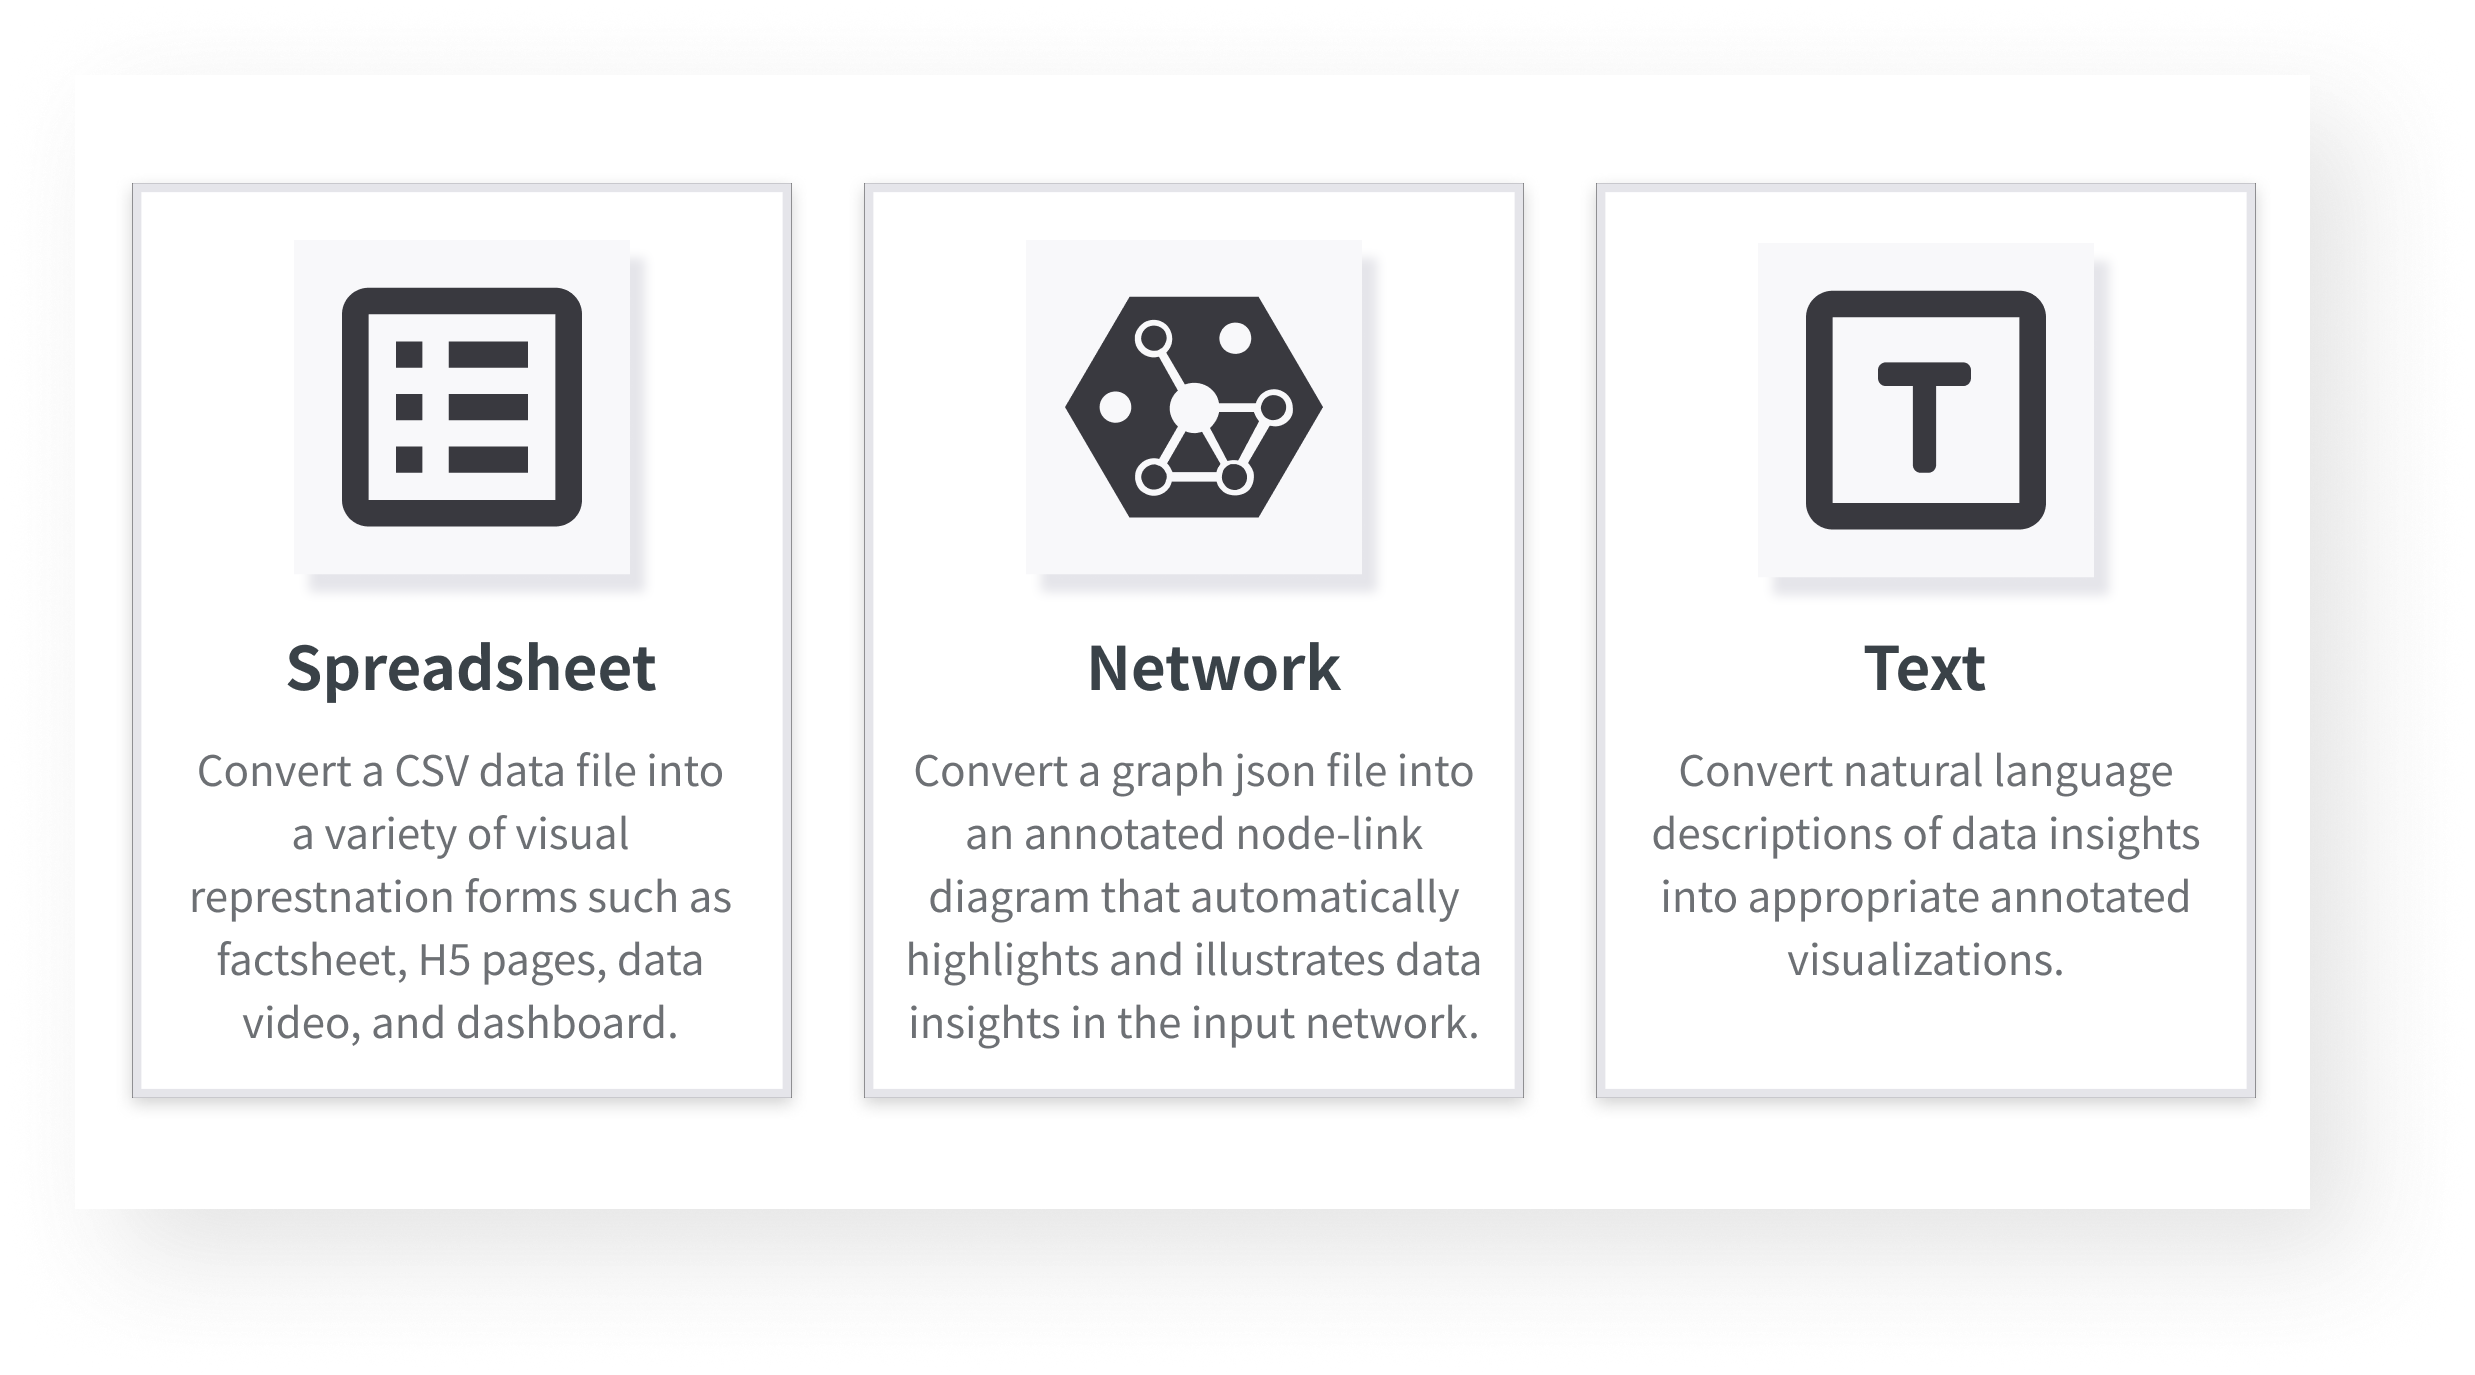 Spreadsheet
Convert a CSV data file into
a variety of visual
represtnation forms such as
factsheet, H5 pages, data
video, and dashboard.
Network
Convert a graph json file into
an annotated node-link
diagram that automatically
highlights and illustrates data
insights in the input network.
T
Text
Convert natural language
descriptions of data insights
into appropriate annotated
visualizations.